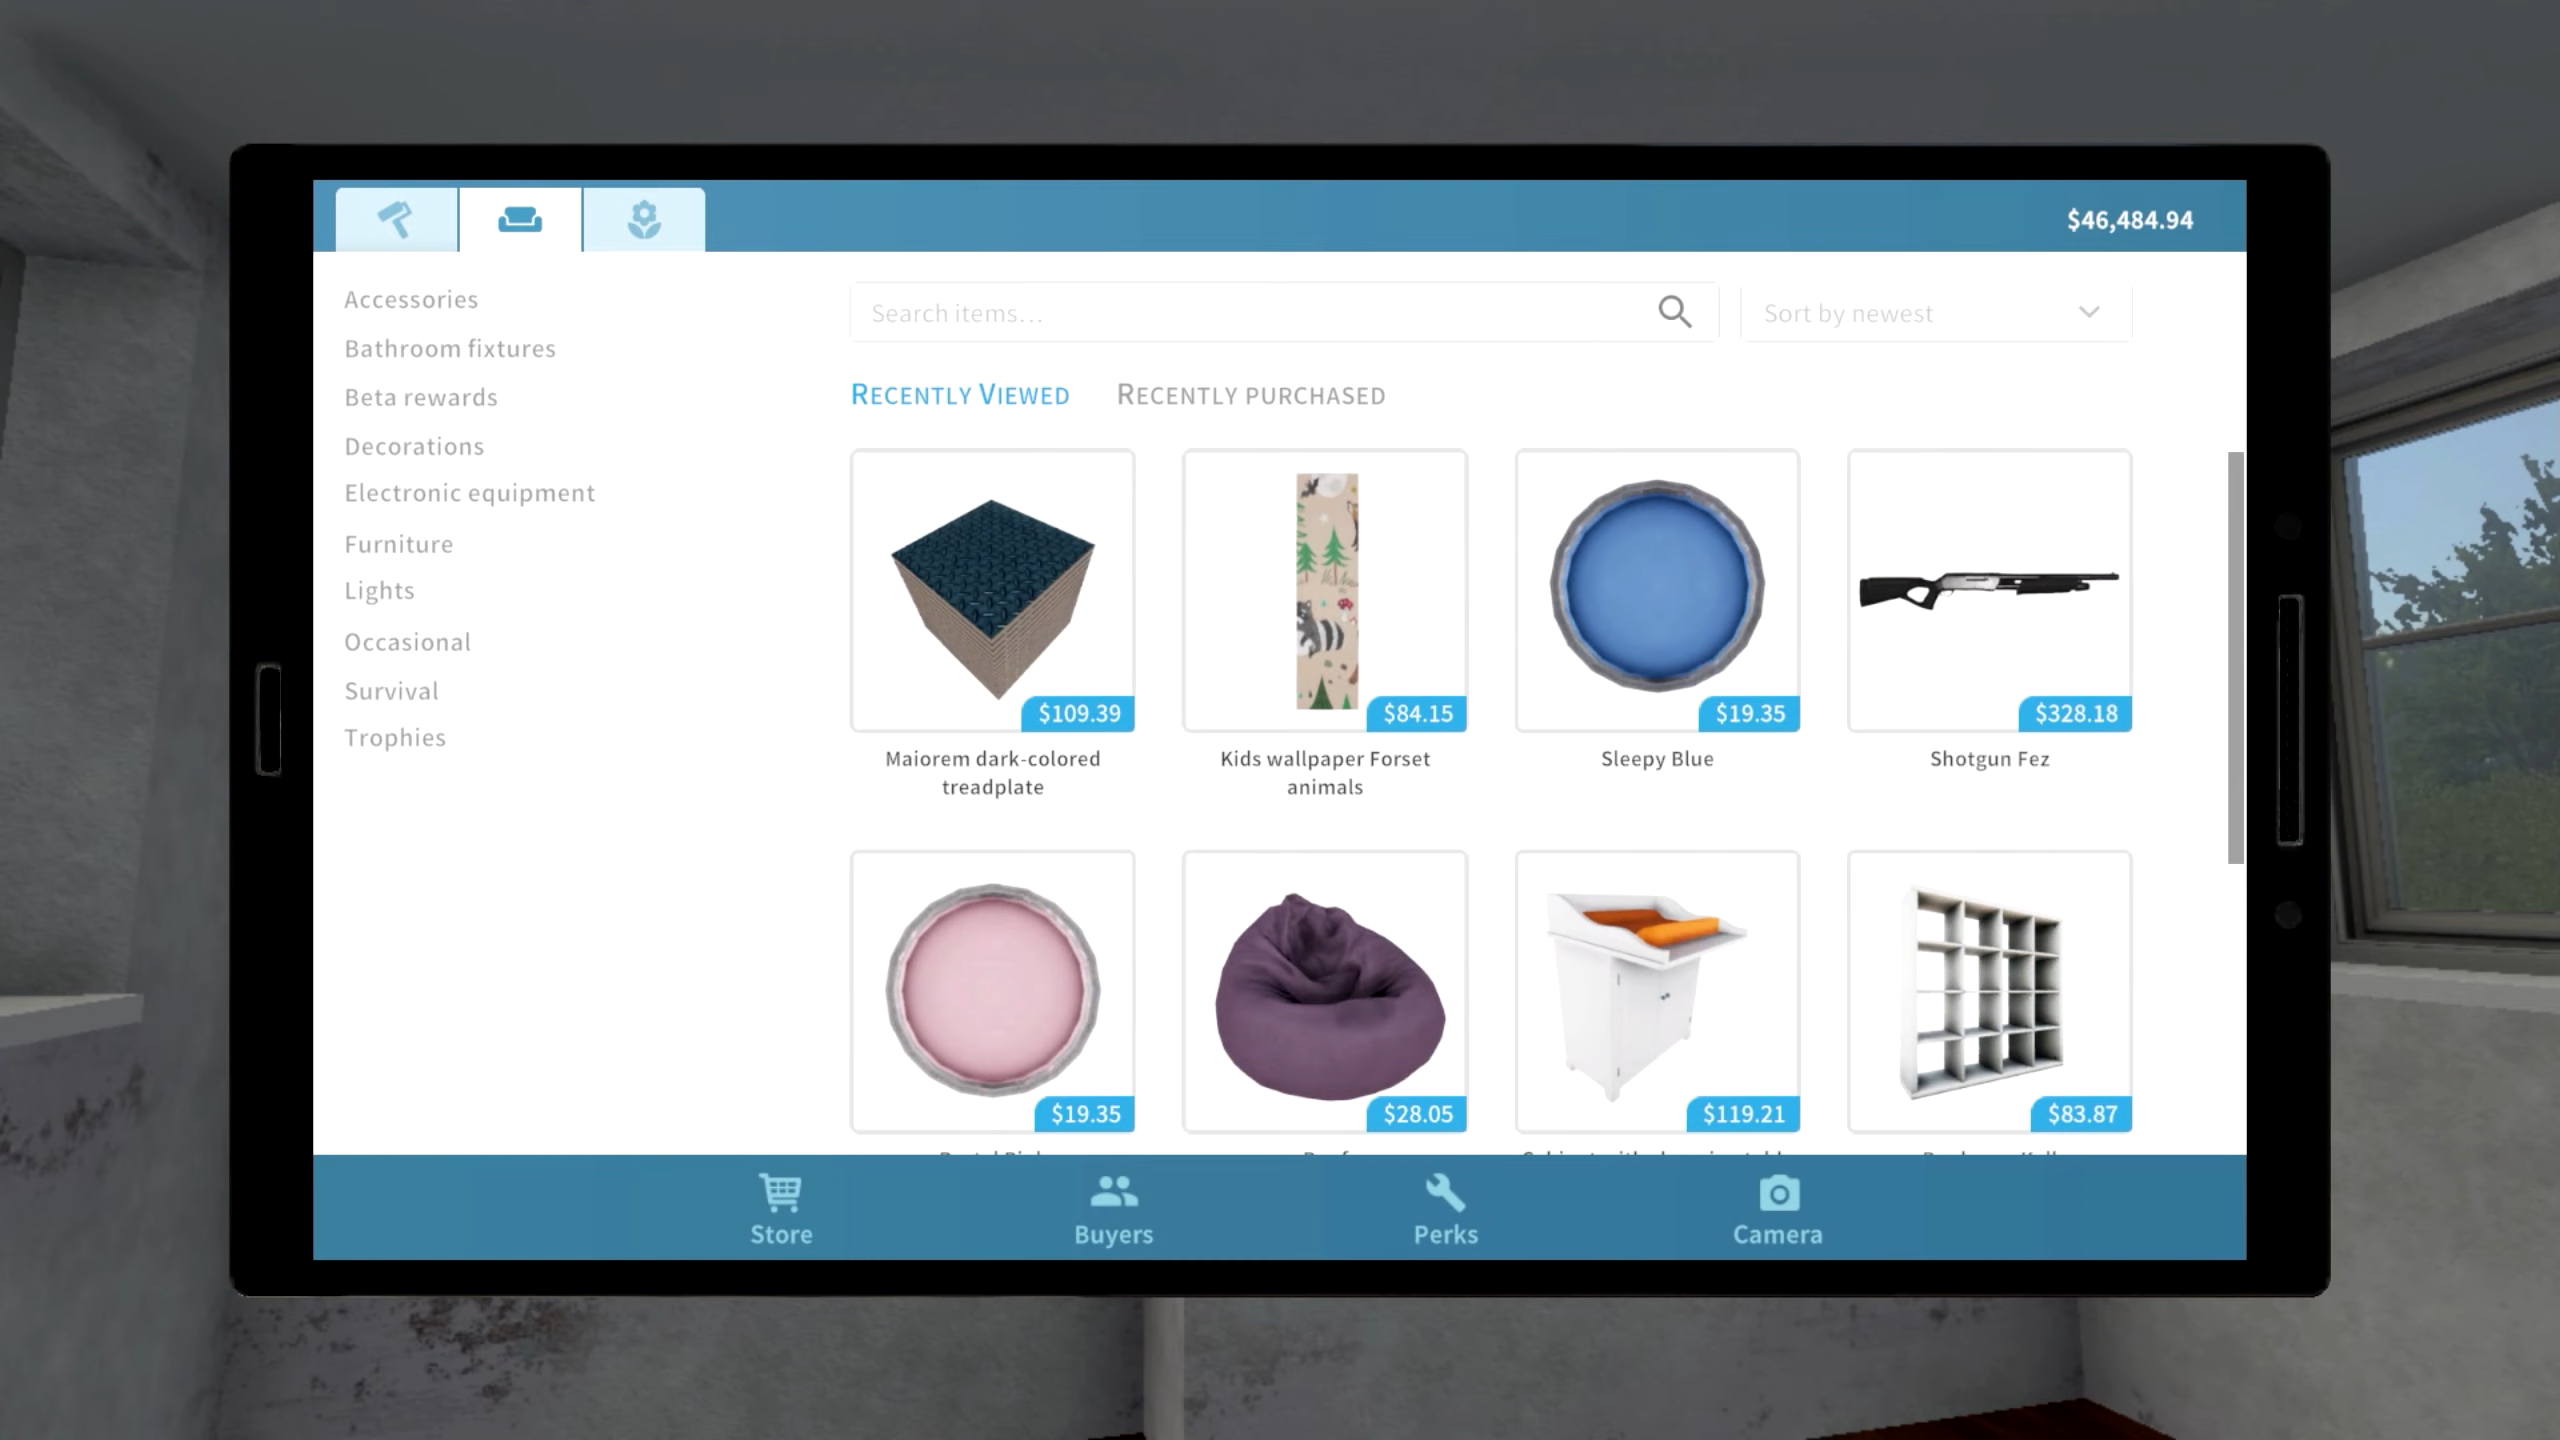 $46,484.94
Accessories
Bathroom fixtures
Beta rewards
Decorations
Electronic equipment
Furniture
Lights
Occasional
Survival
Trophies
Search items...
Sort by newest
RECENTLY VIEWED
RECENTLY PURCHASED
$109.39
$84.15
$19.35
$328.18
Maiorem dark-colored
treadplate
Kids wallpaper Forset
animals
Sleepy Blue
Shotgun Fez
$19.35
$28.05
$119.21
$83.87
Store
Buyers
Perks
Camera